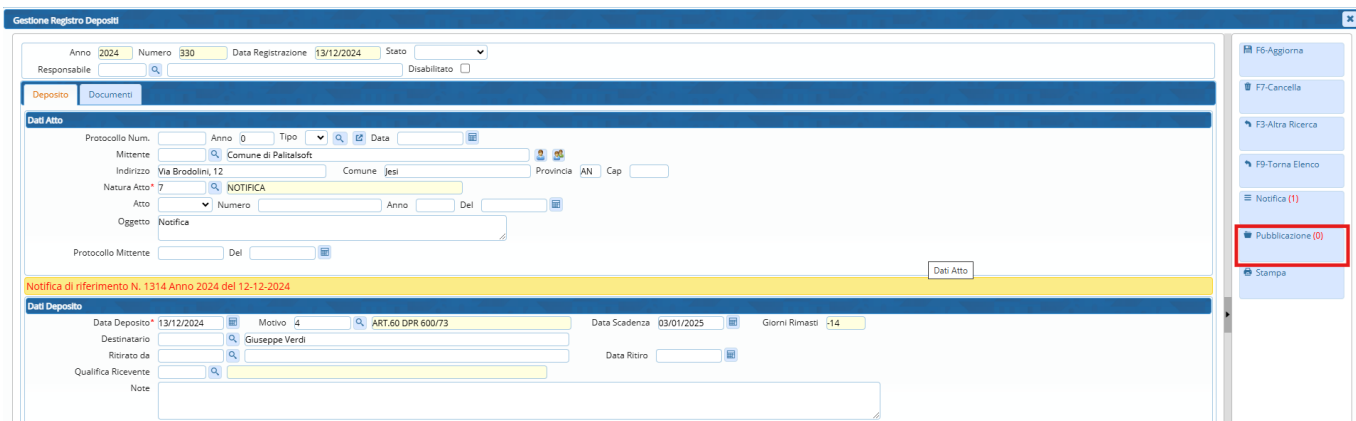 Gestione Registro Depositi
Anno 2024 Numero 330 Data Registrazione 13/12/2024 Stato
Responsabile Disabilitato
Deposito Documenti
Dati Atto
Protocollo Num. Anno 0 Tipo Data
Mittente Comune di Palitalsoft
Indirizzo Via Brodolini, 12 Comune Jesi Provincia AN Cap
Natura Atto* 7 NOTIFICA
Atto Numero Anno Del
Oggetto Notifica
Protocollo Mittente Del
Dati Atto
Notifica di riferimento N. 1314 Anno 2024 del 12-12-2024
Dati Deposito
Data Deposito* 13/12/2024 Motivo 4 ART.60 DPR 600/73 Data Scadenza 03/01/2025 Giorni Rimasti -14
Destinatario Giuseppe Verdi
Ritirato da Data Ritiro
Qualifica Ricevente
Note
F6-Aggiorna
F7-Cancella
F3-Altra Ricerca
F9-Torna Elenco
Notifica (1)
Pubblicazione (0)
Stampa